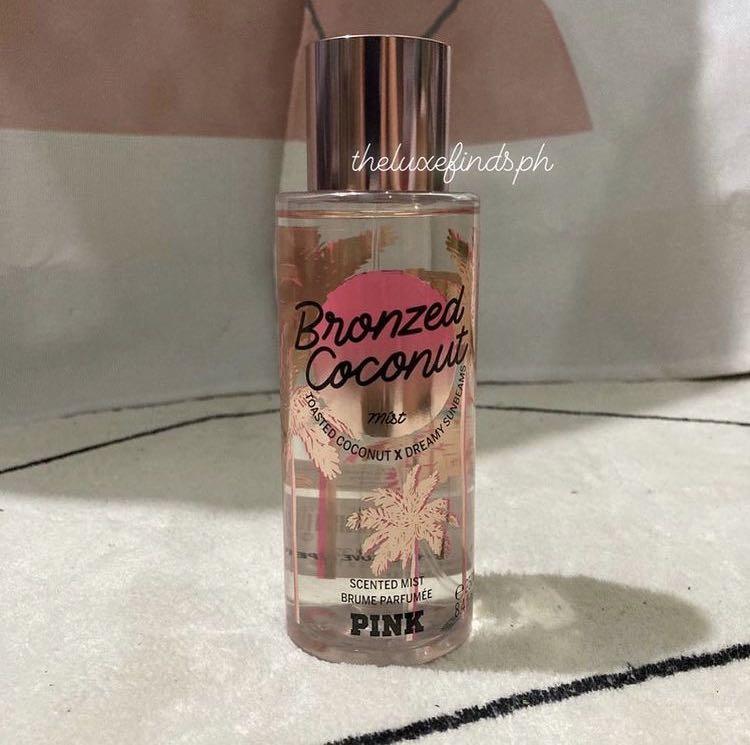 theluxefinds.ph
Bronzed
Coconut
Mist
TOASTED COCONUT X DREAMY SUNBEAMS
SCENTED MIST
BRUME PARFUMÉE
PINK